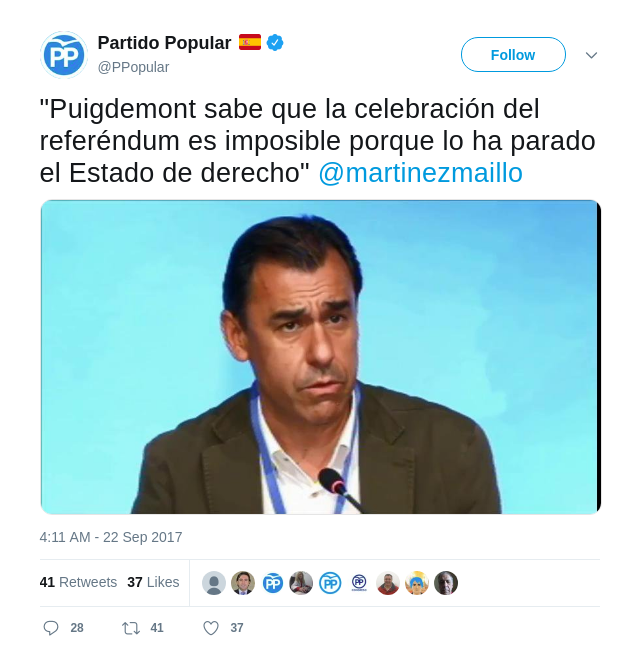 Partido Popular
@PPopular
Follow
"Puigdemont sabe que la celebración del
referéndum es imposible porque lo ha parado
el Estado de derecho" @martinezmaillo
4:11 AM - 22 Sep 2017
41 Retweets 37 Likes
28 41 37